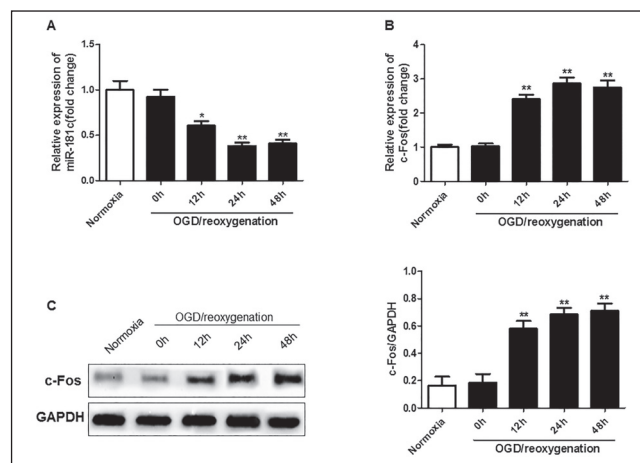 A
Relative expression of
miR-181c(fold change)
1.5
1.0
0.5
0.0
*
**
**
Normoxia
0h
12h
24h
48h
OGD/reoxygenation
B
Relative expression of
c-Fos(fold change)
4
3
2
1
0
**
**
**
Normoxia
0h
12h
24h
48h
OGD/reoxygenation
C
OGD/reoxygenation
Normoxia
0h
12h
24h
48h
c-Fos
GAPDH
c-Fos/GAPDH
1.0
0.8
0.6
0.4
0.2
0.0
**
**
**
Normoxia
0h
12h
24h
48h
OGD/reoxygenation